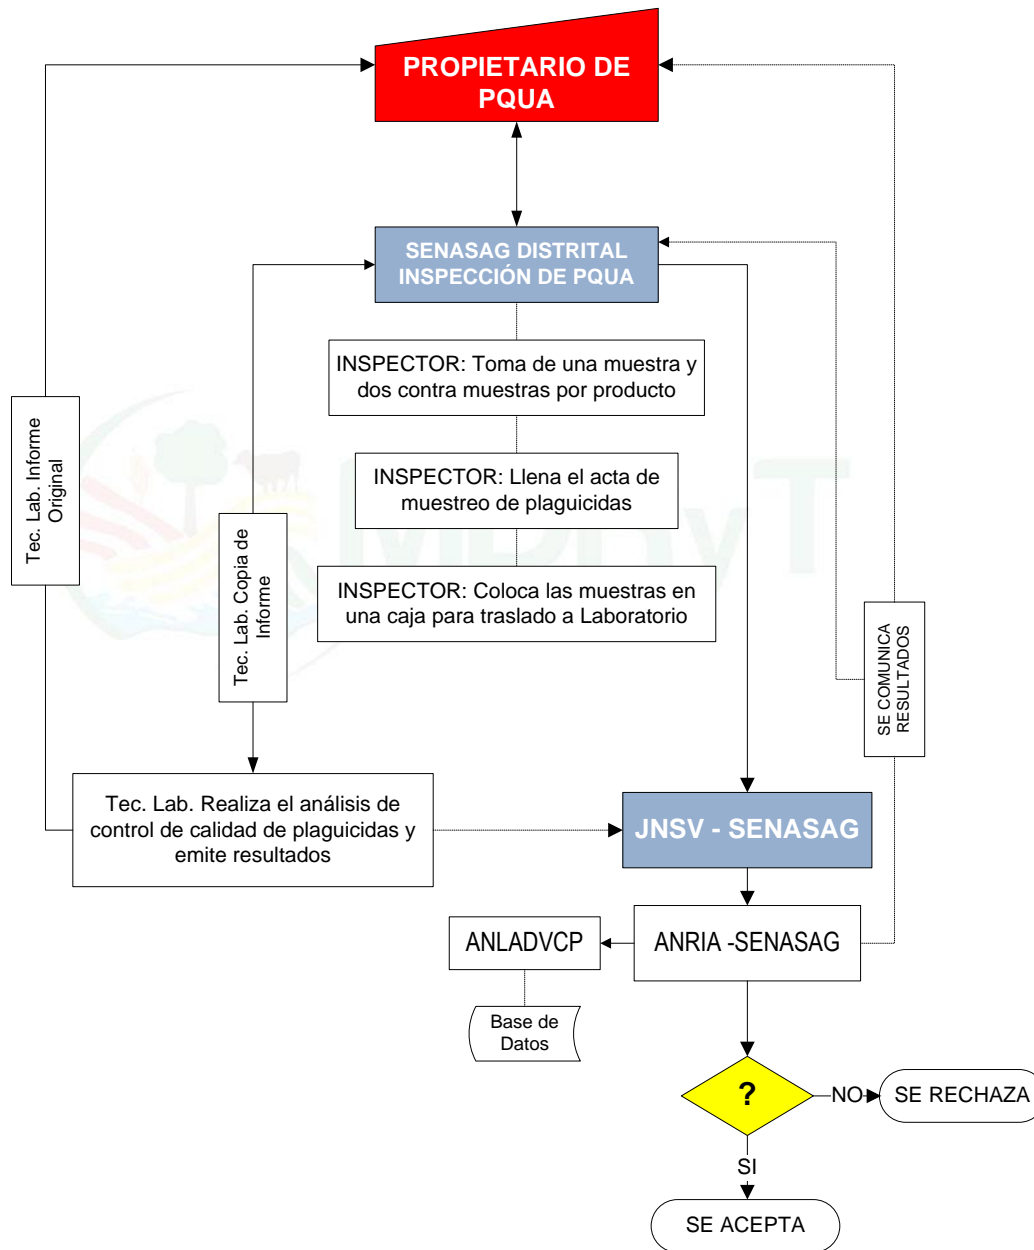 PROPIETARIO DE
PQUA
SENASAG DISTRITAL
INSPECCIÓN DE PQUA
INSPECTOR: Toma de una muestra y
dos contra muestras por producto
INSPECTOR: Llena el acta de
muestreo de plaguicidas
INSPECTOR: Coloca las muestras en
una caja para traslado a Laboratorio
Tec. Lab. Informe
Original
Tec. Lab. Copia de
Informe
SE COMUNICA
RESULTADOS
MDRyT
Tec. Lab. Realiza el análisis de
control de calidad de plaguicidas y
emite resultados
JNSV - SENASAG
ANLADVCP
ANRIA -SENASAG
Base de
Datos
?
NO
SE RECHAZA
SI
SE ACEPTA